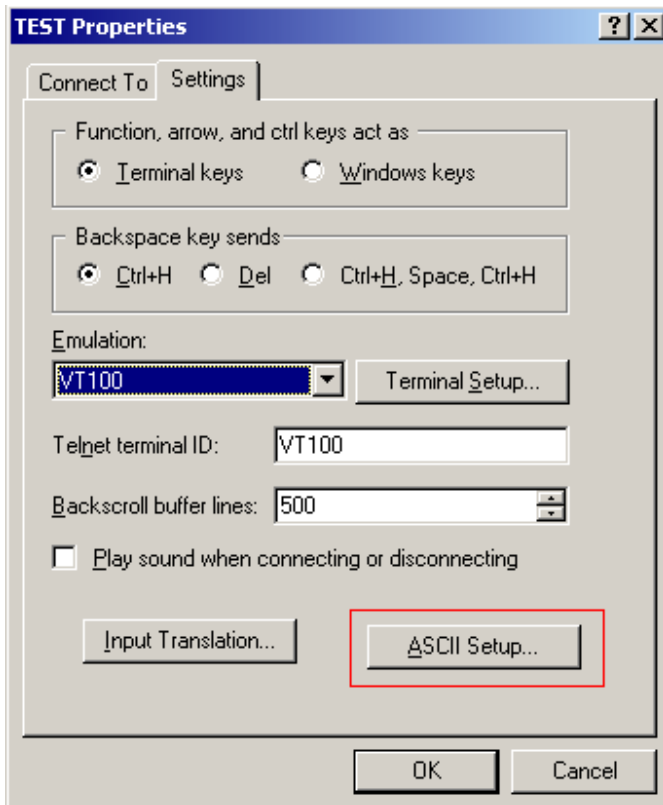 TEST Properties
Connect To Settings
Function, arrow, and ctrl keys act as
Terminal keys Windows keys
Backspace key sends
Ctrl+H Del Ctrl+H, Space, Ctrl+H
Emulation:
VT100 Terminal Setup...
Telnet terminal ID: VT100
Backscroll buffer lines: 500
Play sound when connecting or disconnecting
Input Translation... ASCII Setup...
OK Cancel